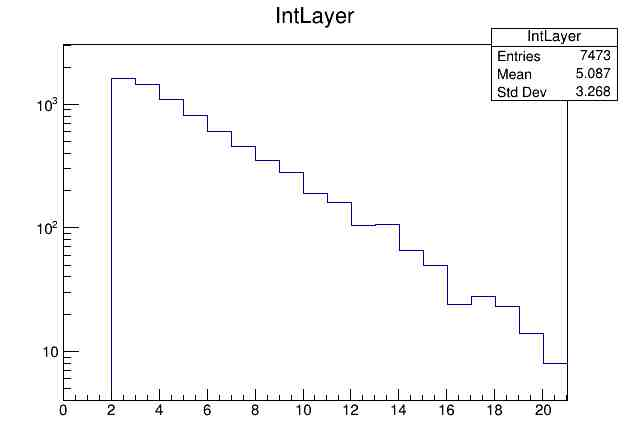 IntLayer
IntLayer
Entries 7473
Mean 5.087
Std Dev 3.268
10³
10²
10
0 2 4 6 8 10 12 14 16 18 20